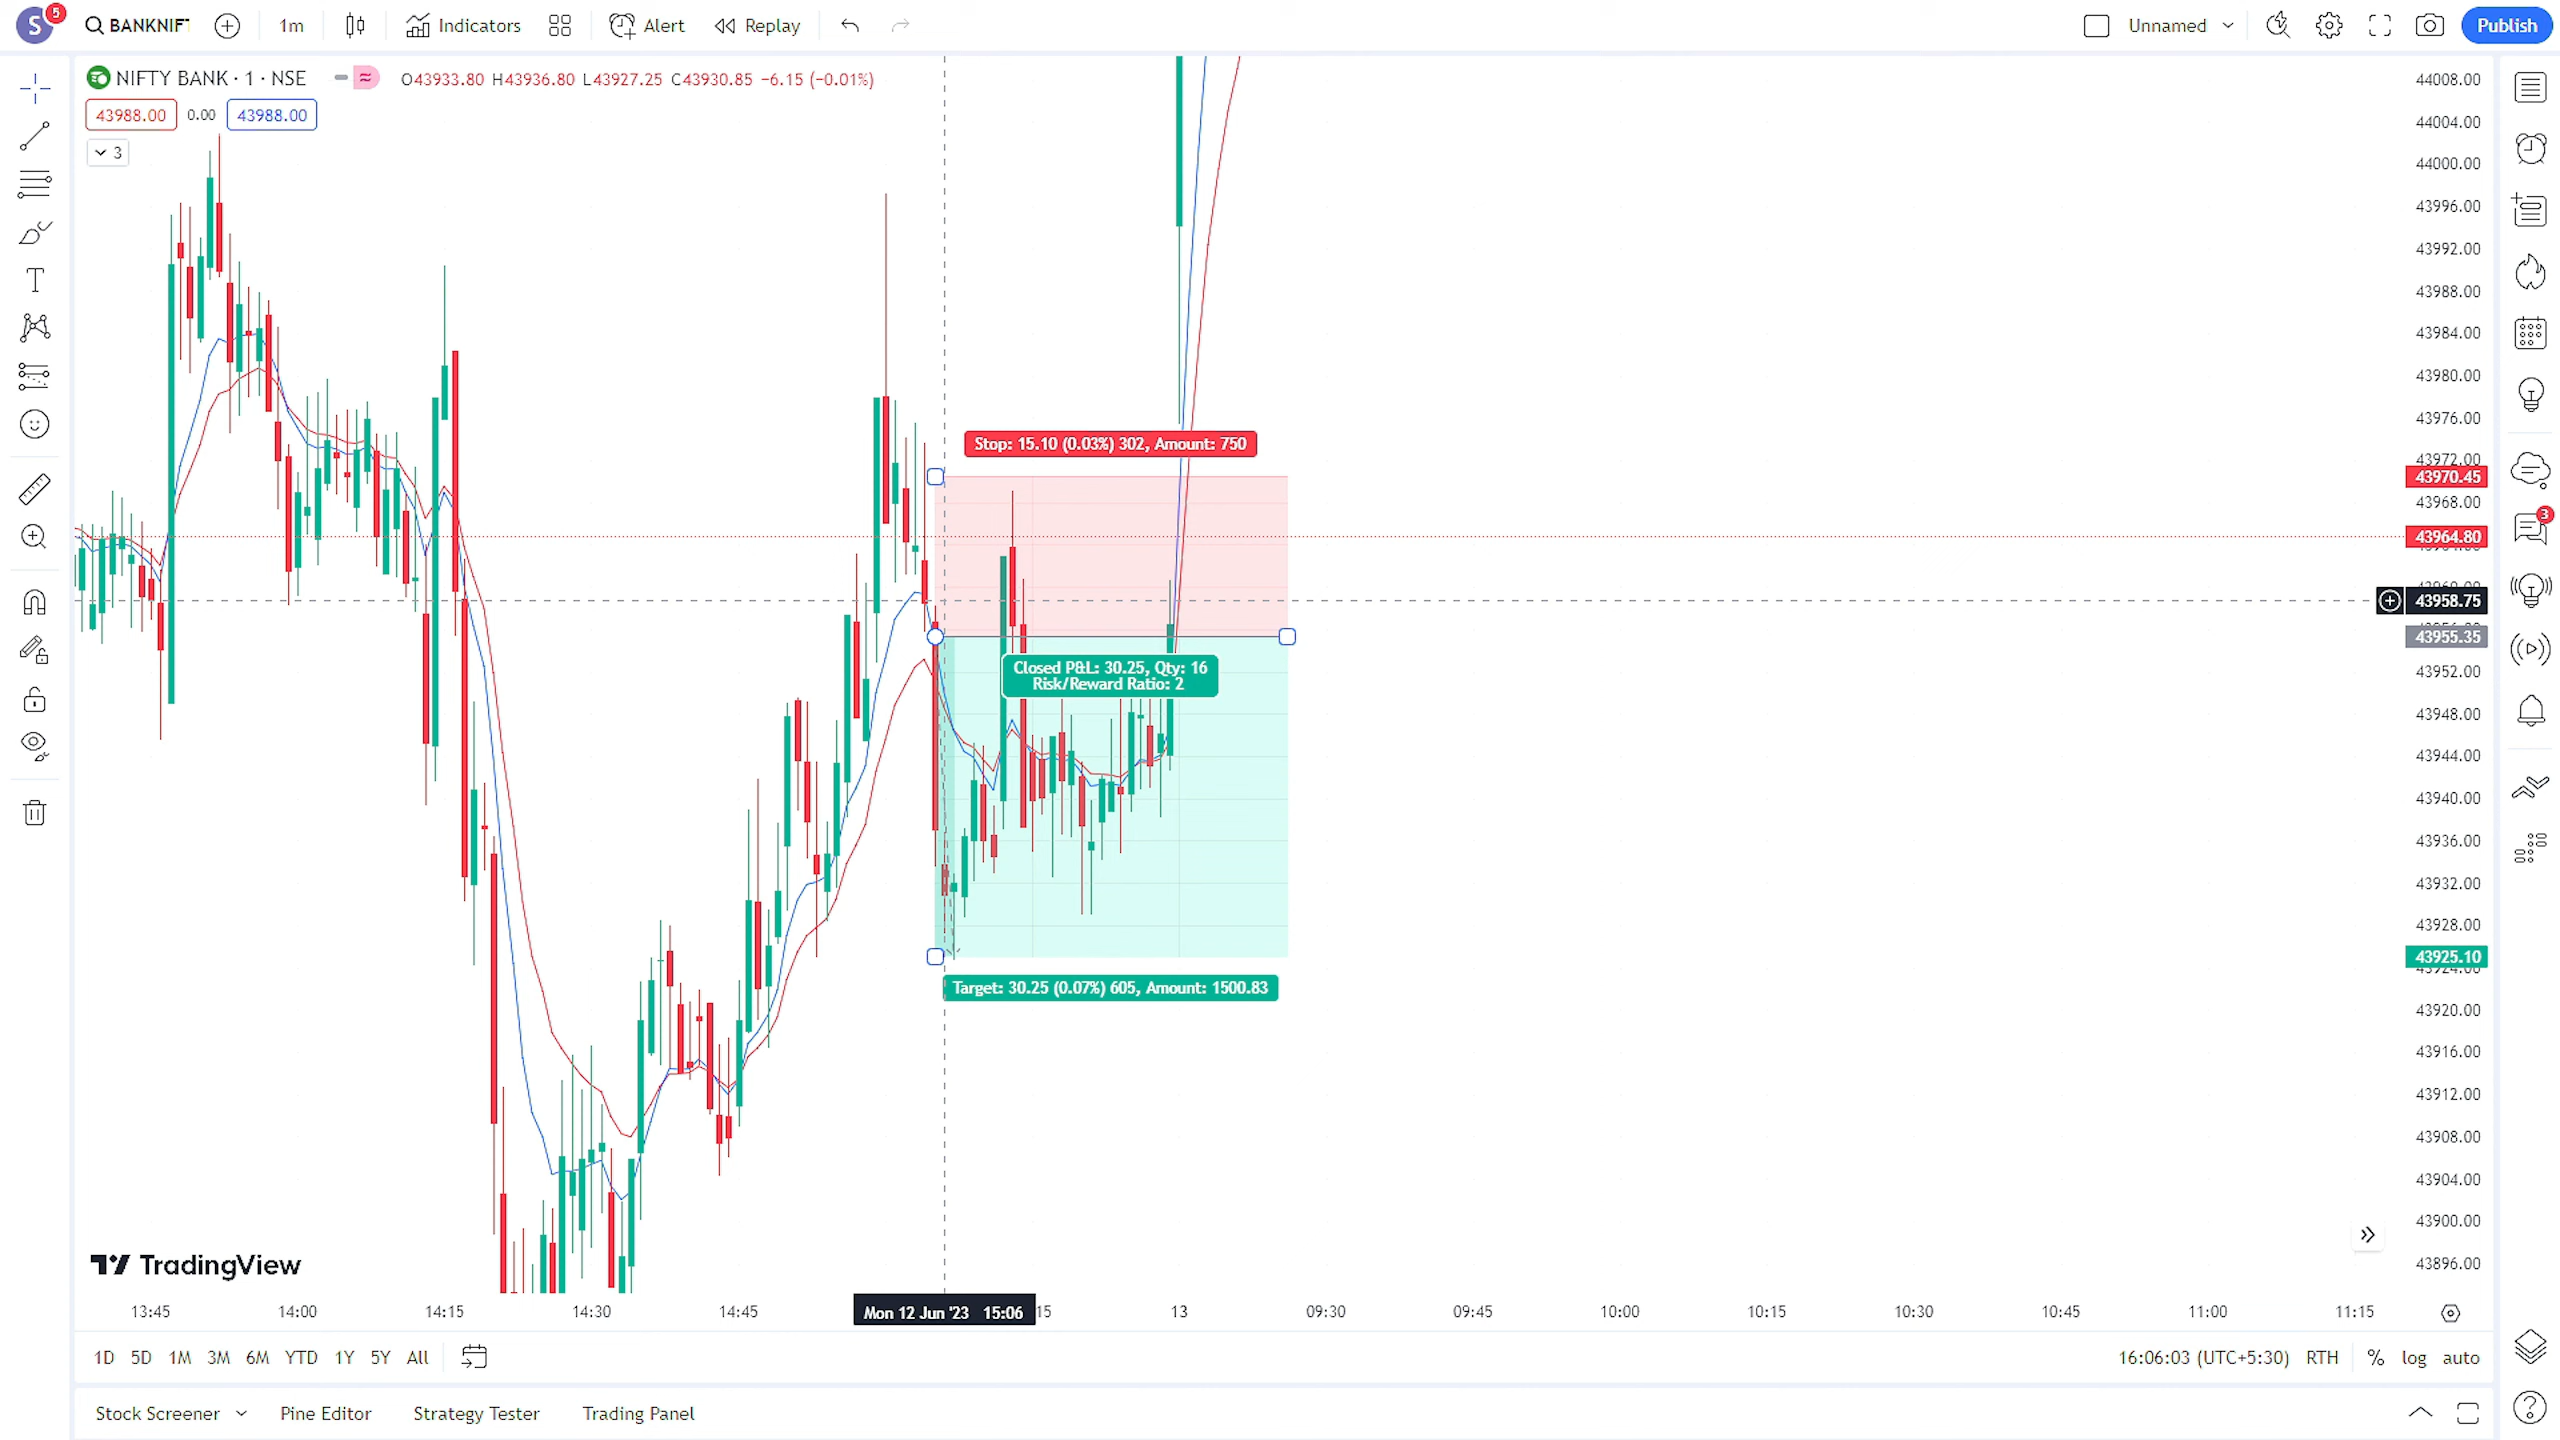 S
5
BANKNIFT
1m
Indicators
Alert
Replay
Unnamed
Publish
NIFTY BANK · 1 · NSE
O43933.80 H43936.80 L43927.25 C43930.85 −6.15 (−0.01%)
43988.00
0.00
43988.00
3
44008.00
44004.00
44000.00
43996.00
43992.00
43988.00
43984.00
43980.00
43976.00
43972.00
43970.45
43968.00
43964.80
43958.75
43955.35
43952.00
43948.00
43944.00
43940.00
43936.00
43932.00
43928.00
43925.10
43920.00
43916.00
43912.00
43908.00
43904.00
43900.00
43896.00
3
Stop: 15.10 (0.03%) 302, Amount: 750
Closed P&L: 30.25, Qty: 16
Risk/Reward Ratio: 2
Target: 30.25 (0.07%) 605, Amount: 1500.83
TradingView
13:45
14:00
14:15
14:30
14:45
Mon 12 Jun '23 15:06
15
13
09:30
09:45
10:00
10:15
10:30
10:45
11:00
11:15
1D 5D 1M 3M 6M YTD 1Y 5Y All
16:06:03 (UTC+5:30) RTH % log auto
Stock Screener
Pine Editor
Strategy Tester
Trading Panel